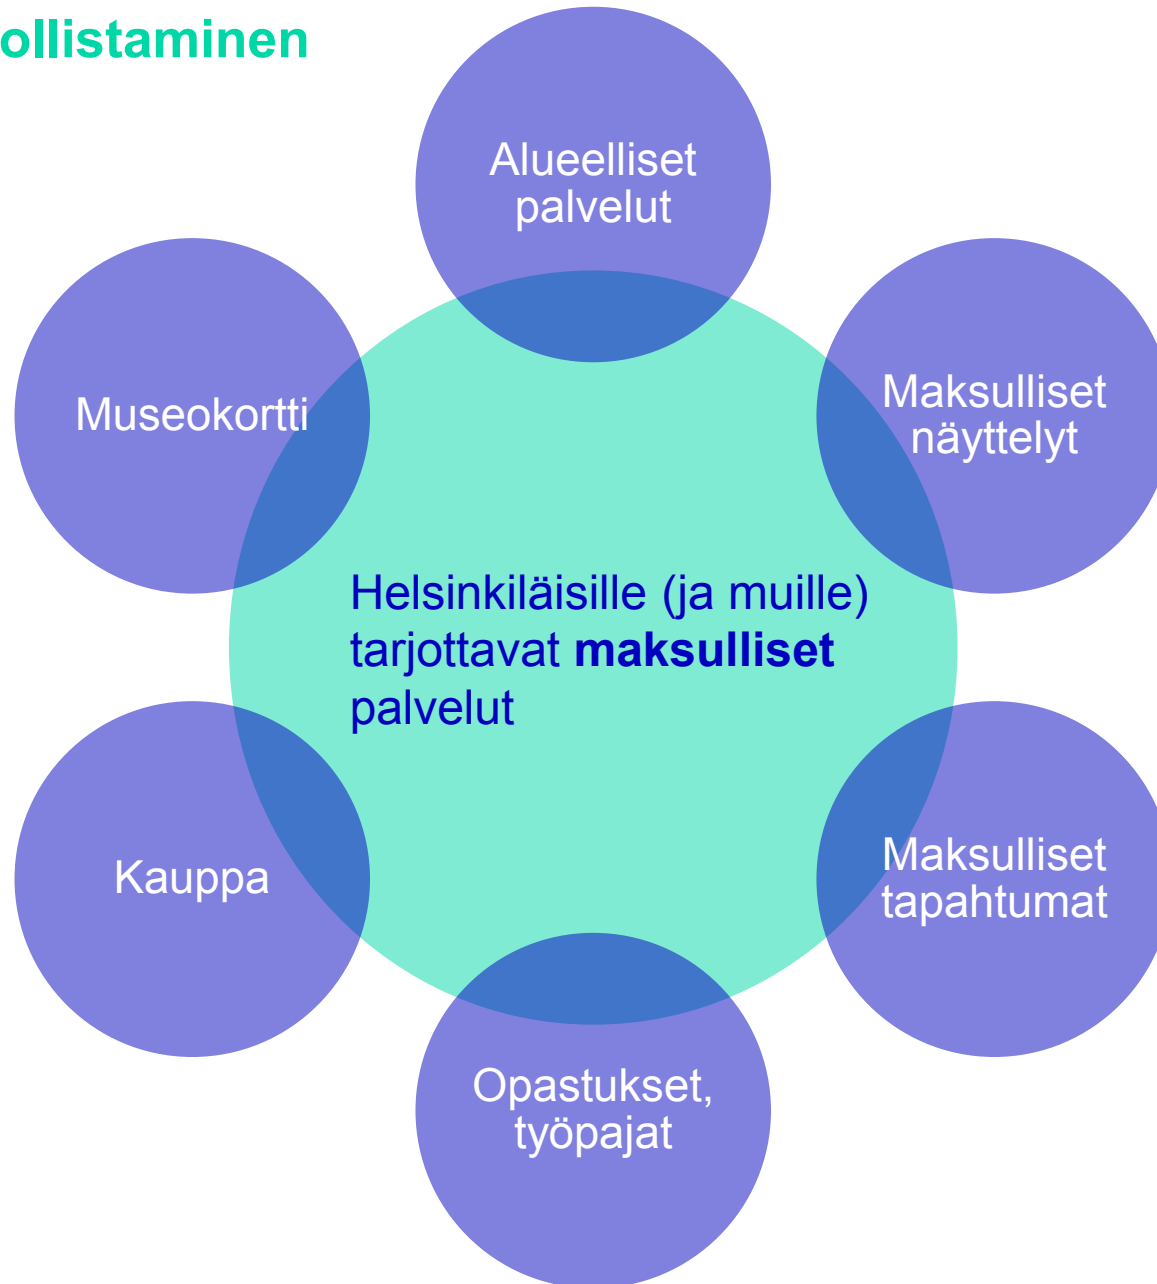 ollistaminen
Alueelliset
palvelut
Museokortti
Maksulliset
näyttelyt
Helsinkiläisille (ja muille)
tarjottavat maksulliset
palvelut
Kauppa
Maksulliset
tapahtumat
Opastukset,
työpajat